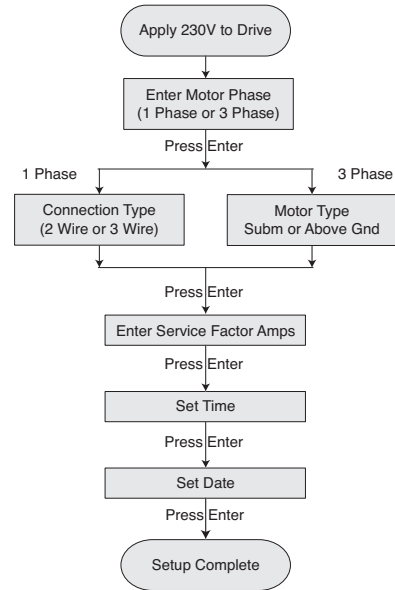 Apply 230V to Drive
Enter Motor Phase
(1 Phase or 3 Phase)
Press Enter
1 Phase
3 Phase
Connection Type
(2 Wire or 3 Wire)
Motor Type
Subm or Above Gnd
Press Enter
Enter Service Factor Amps
Press Enter
Set Time
Press Enter
Set Date
Press Enter
Setup Complete